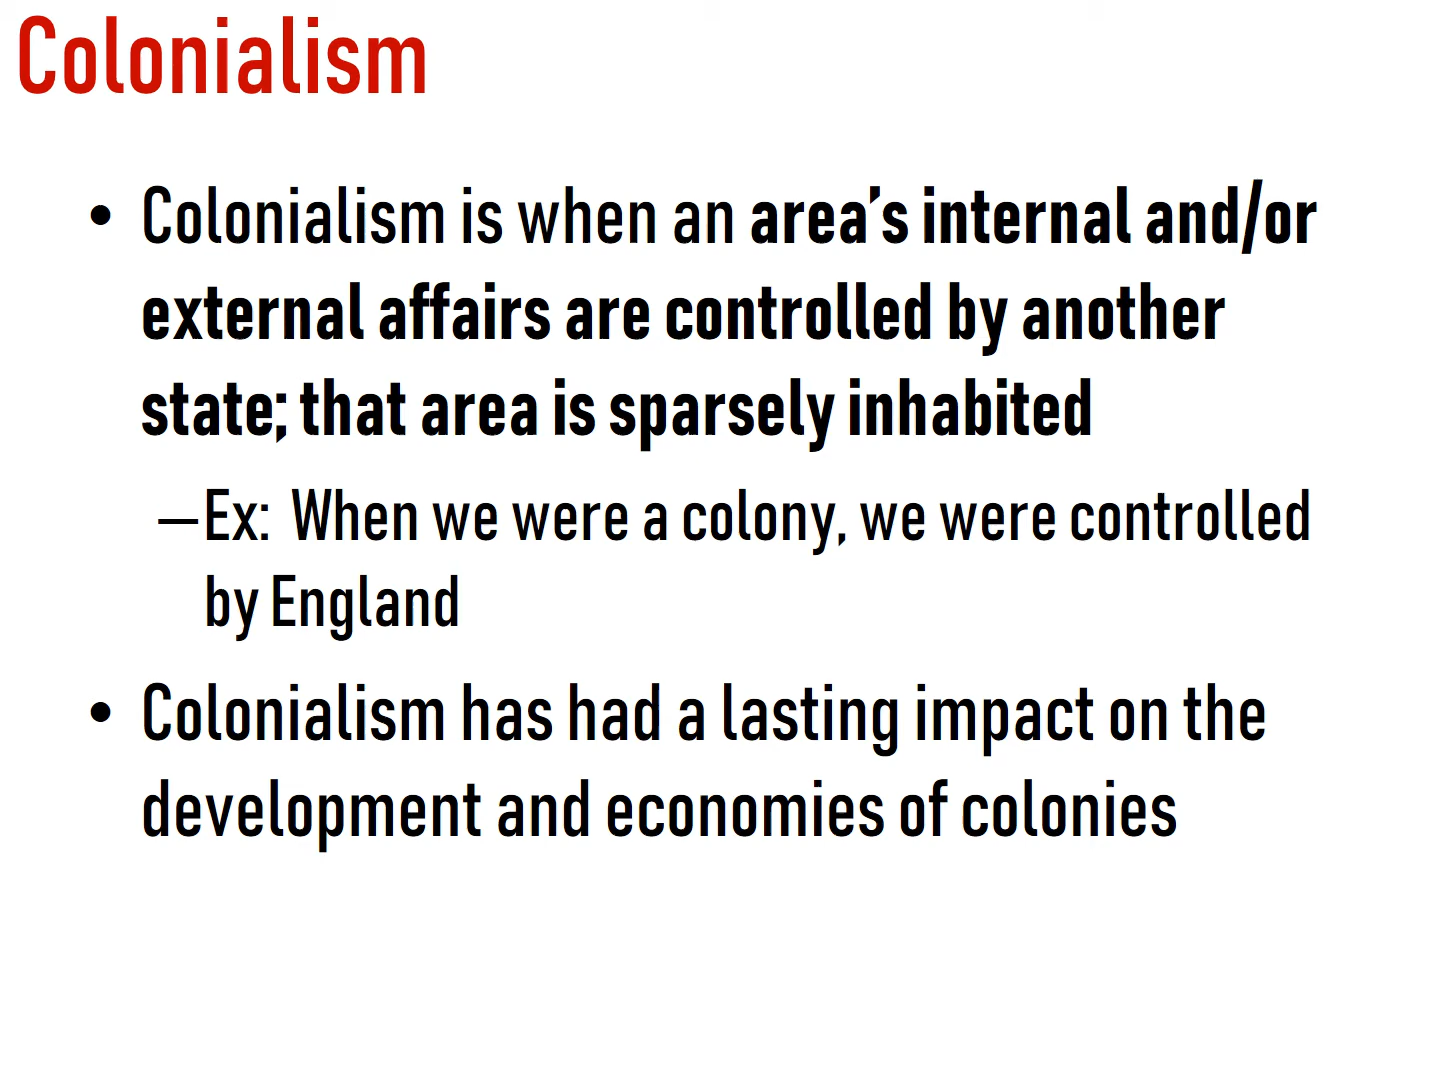 Colonialism
• Colonialism is when an area’s internal and/or
external affairs are controlled by another
state; that area is sparsely inhabited
–Ex:  When we were a colony, we were controlled
by England
• Colonialism has had a lasting impact on the
development and economies of colonies